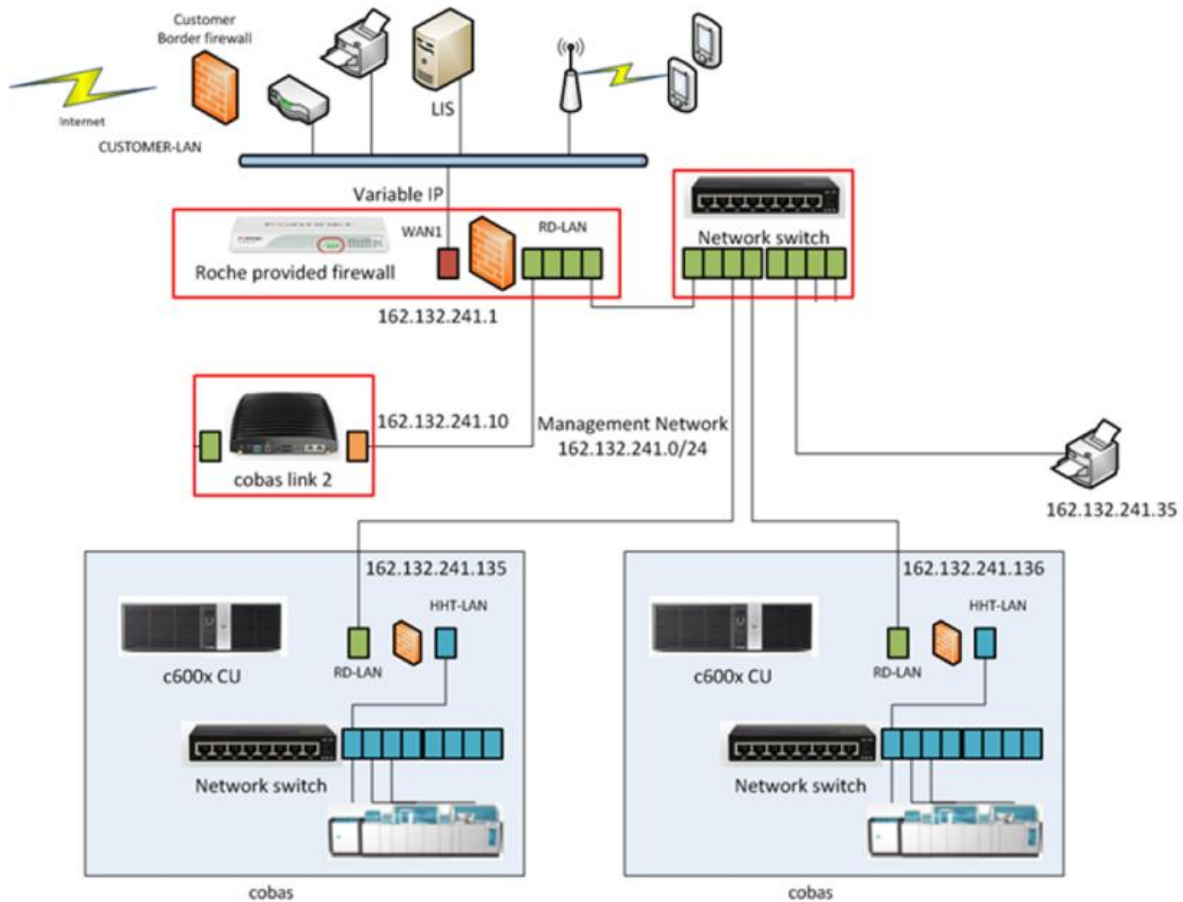 Customer
Border firewall
Internet
LIS
CUSTOMER-LAN
Variable IP
WAN1
RD-LAN
Roche provided firewall
Network switch
162.132.241.1
162.132.241.10
Management Network
162.132.241.0/24
cobas link 2
162.132.241.35
162.132.241.135
HHT-LAN
c600x CU
RD-LAN
Network switch
cobas
162.132.241.136
HHT-LAN
c600x CU
RD-LAN
Network switch
cobas